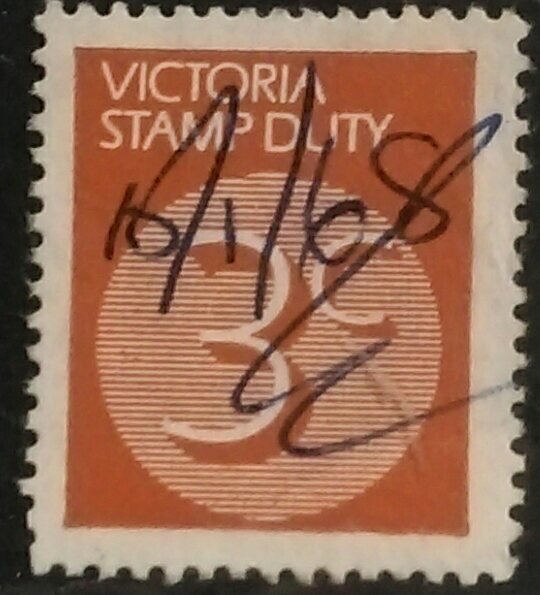 VICTORIA
STAMP DUTY
15/1/68
3c